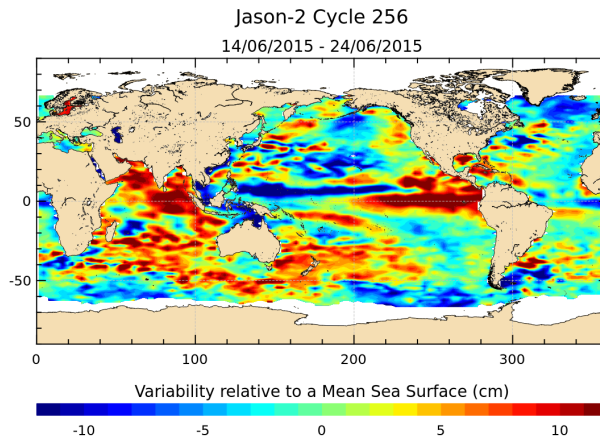 Jason-2 Cycle 256
14/06/2015 - 24/06/2015
50
0
-50
0 100 200 300
Variability relative to a Mean Sea Surface (cm)
-10 -5 0 5 10